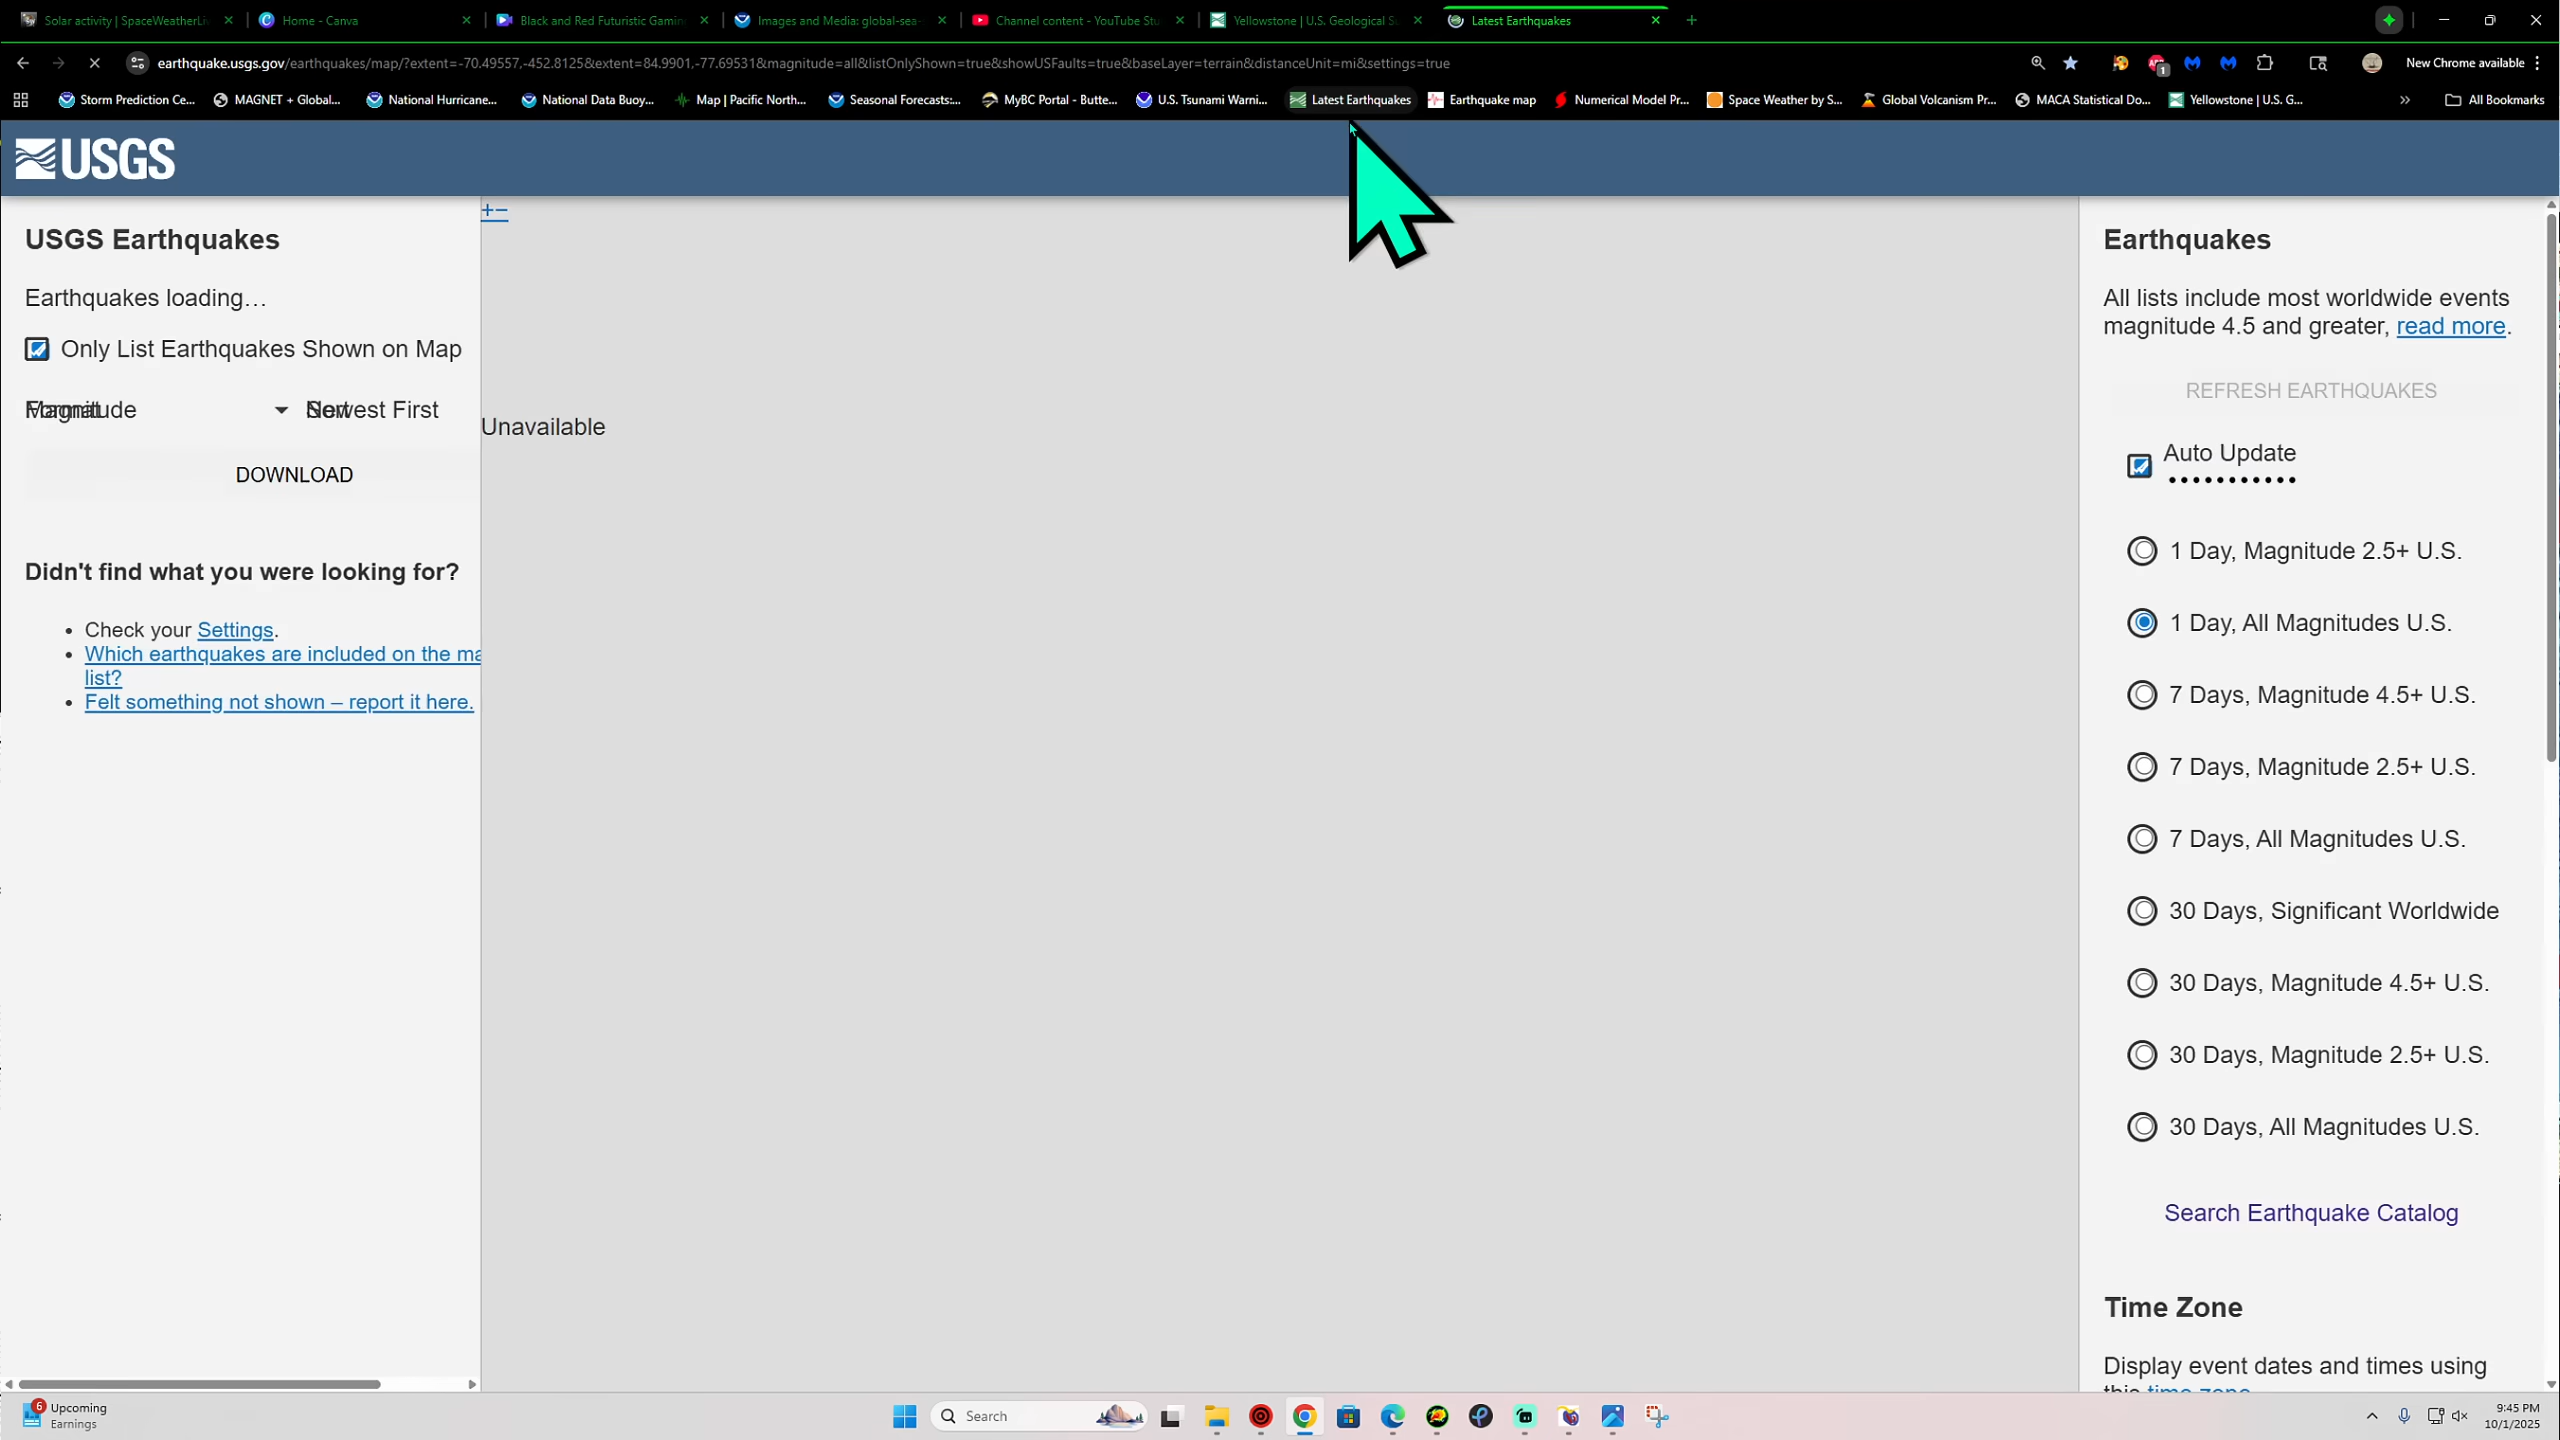 Solar activity | SpaceWeatherLi
Home - Canva
Black and Red Futuristic Gamin
Images and Media: global-sea-
Channel content - YouTube Stu
Yellowstone | U.S. Geological S
Latest Earthquakes
earthquake.usgs.gov/earthquakes/map/?extent=-70.49557,-452.8125&extent=84.9901,-77.69531&magnitude=all&listOnlyShown=true&showUSFaults=true&baseLayer=terrain&distanceUnit=mi&settings=true
1
New Chrome available
Storm Prediction Ce...
MAGNET + Global...
National Hurricane...
National Data Buoy...
Map | Pacific North...
Seasonal Forecasts:...
MyBC Portal - Butte...
U.S. Tsunami Warni...
Latest Earthquakes
Earthquake map
Numerical Model Pr...
Space Weather by S...
Global Volcanism Pr...
MACA Statistical Do...
Yellowstone | U.S. G...
»
All Bookmarks
USGS
USGS Earthquakes
Earthquakes loading…
Only List Earthquakes Shown on Map
Format
Magnitude
Sort
Newest First
DOWNLOAD
Didn't find what you were looking for?
• Check your Settings.
• Which earthquakes are included on the ma
list?
• Felt something not shown – report it here.
+−
Unavailable
Earthquakes
All lists include most worldwide events
magnitude 4.5 and greater, read more.
REFRESH EARTHQUAKES
Auto Update
1 Day, Magnitude 2.5+ U.S.
1 Day, All Magnitudes U.S.
7 Days, Magnitude 4.5+ U.S.
7 Days, Magnitude 2.5+ U.S.
7 Days, All Magnitudes U.S.
30 Days, Significant Worldwide
30 Days, Magnitude 4.5+ U.S.
30 Days, Magnitude 2.5+ U.S.
30 Days, All Magnitudes U.S.
Search Earthquake Catalog
Time Zone
Display event dates and times using
this time zone
6
Upcoming
Earnings
Search
9:45 PM
10/1/2025